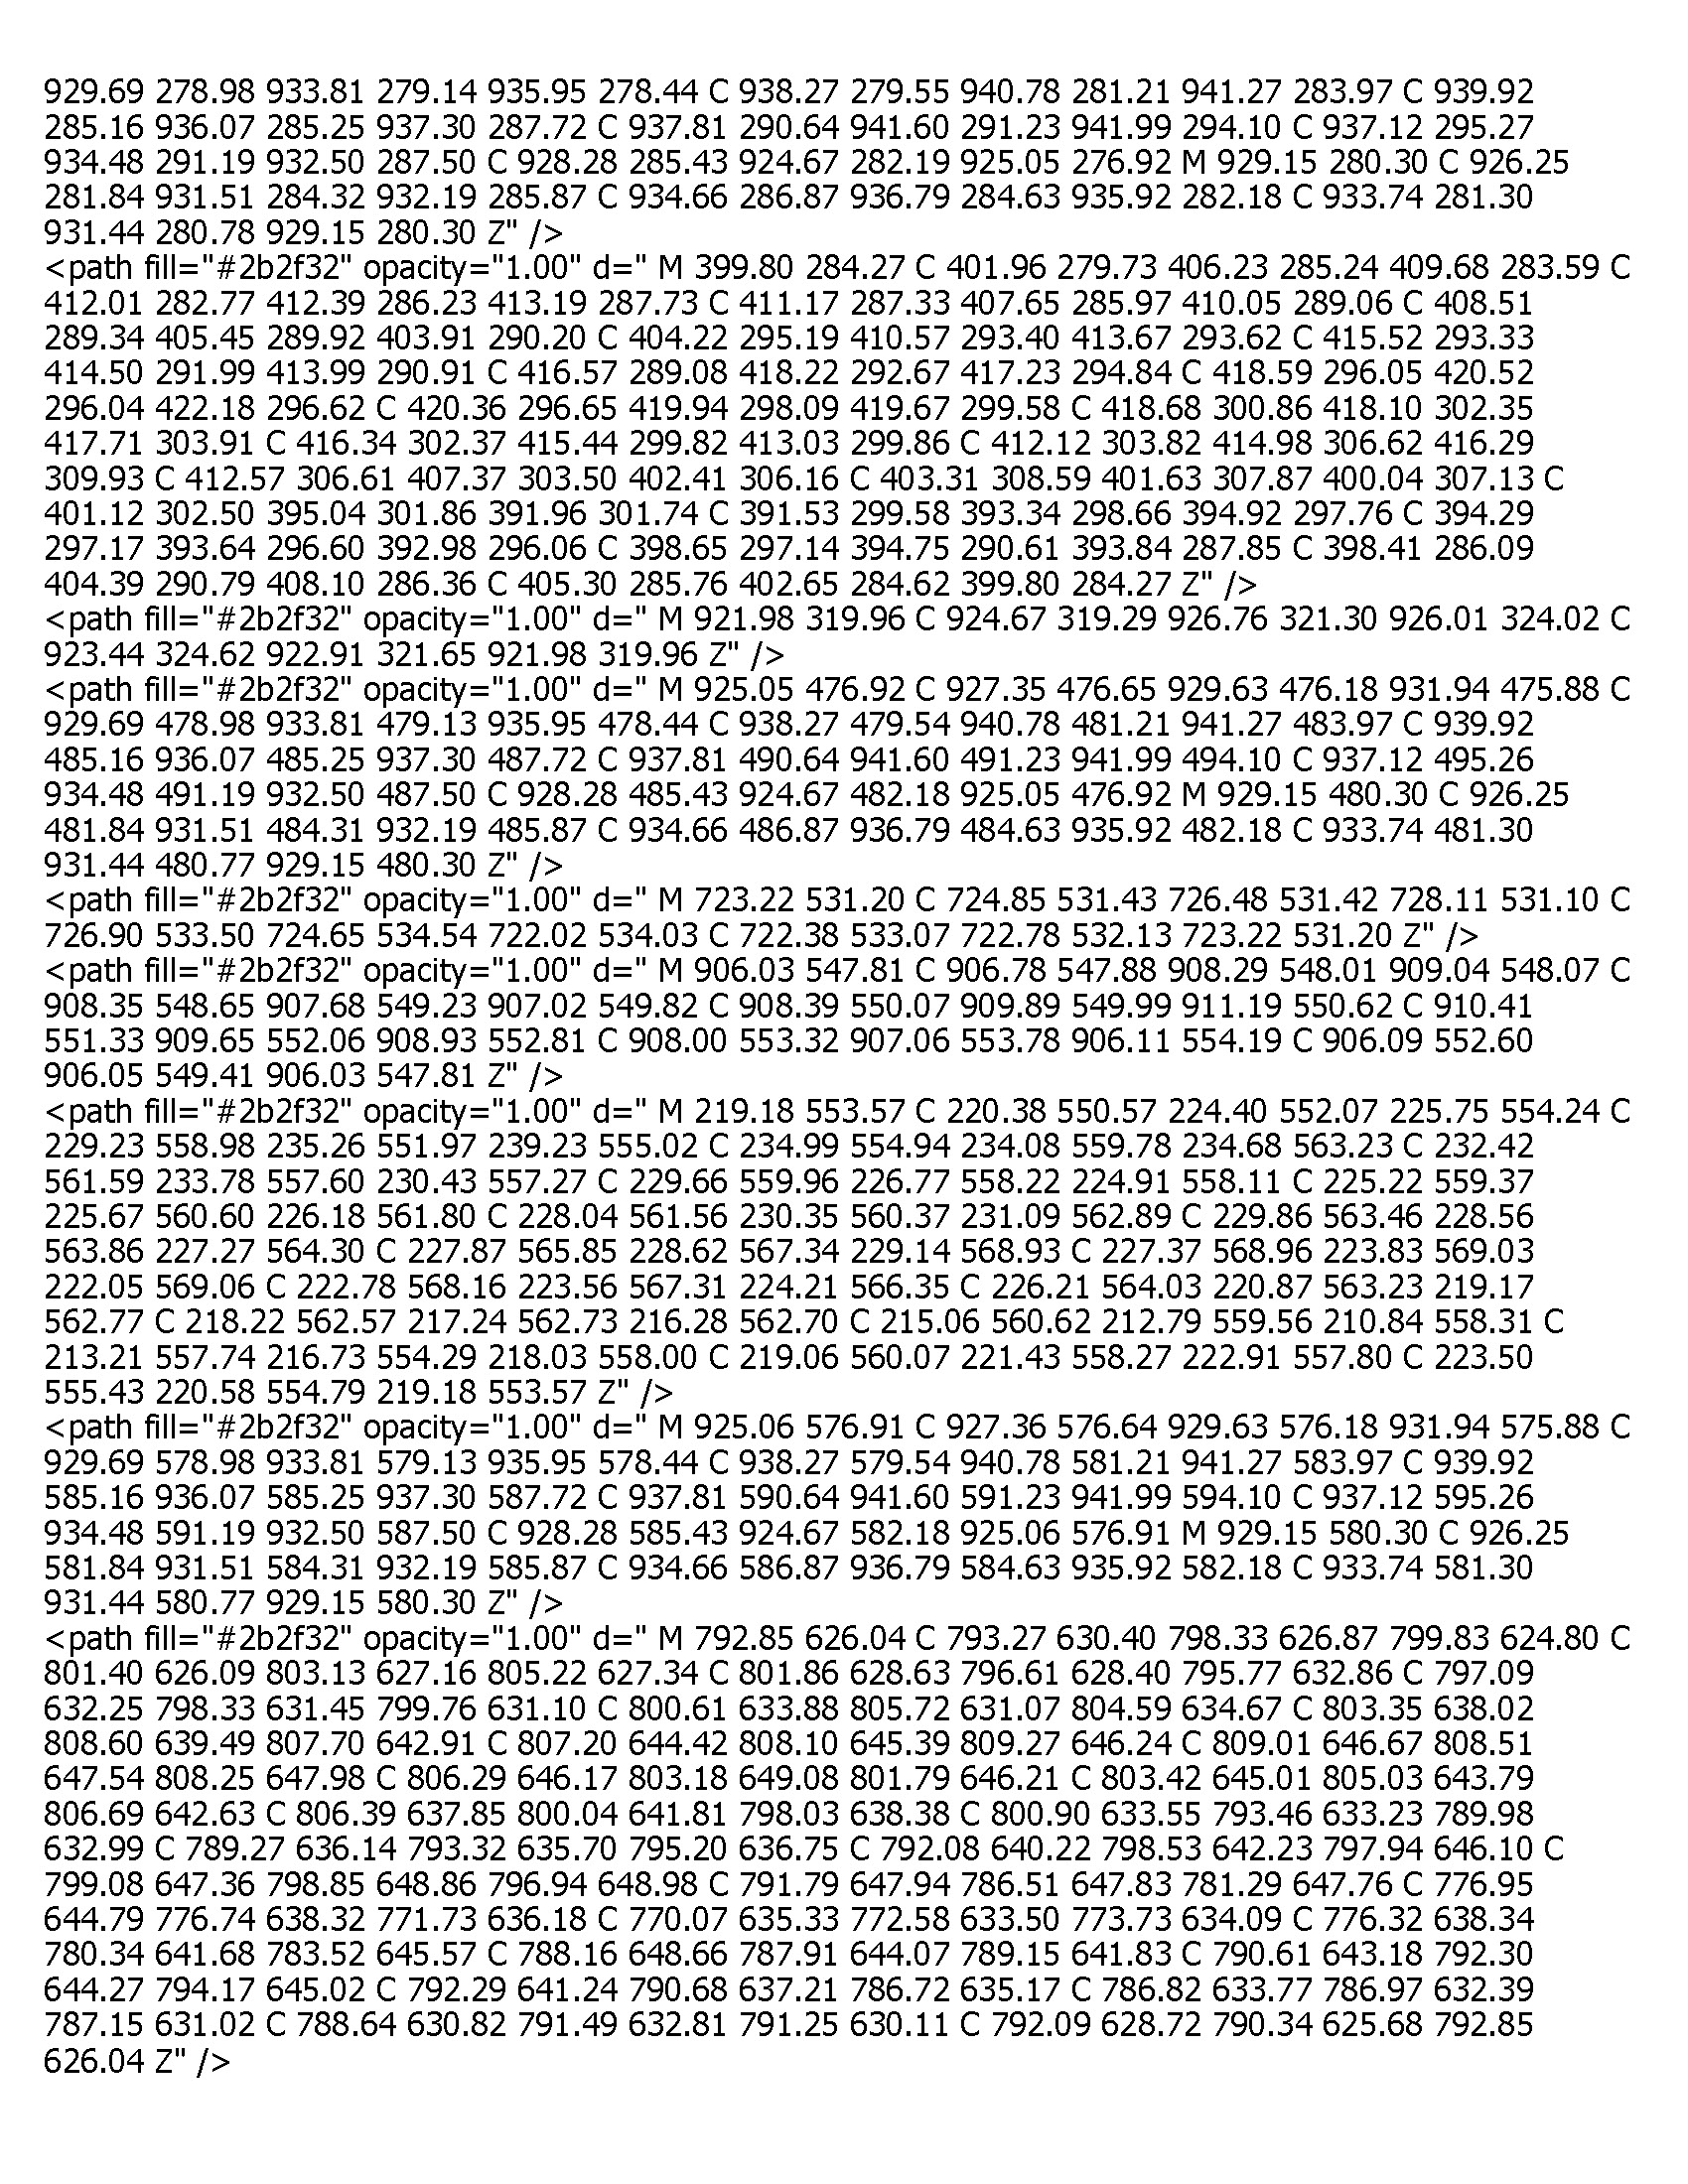 929.69 278.98 933.81 279.14 935.95 278.44 C 938.27 279.55 940.78 281.21 941.27 283.97 C 939.92
285.16 936.07 285.25 937.30 287.72 C 937.81 290.64 941.60 291.23 941.99 294.10 C 937.12 295.27
934.48 291.19 932.50 287.50 C 928.28 285.43 924.67 282.19 925.05 276.92 M 929.15 280.30 C 926.25
281.84 931.51 284.32 932.19 285.87 C 934.66 286.87 936.79 284.63 935.92 282.18 C 933.74 281.30
931.44 280.78 929.15 280.30 Z" />
<path fill="#2b2f32" opacity="1.00" d=" M 399.80 284.27 C 401.96 279.73 406.23 285.24 409.68 283.59 C
412.01 282.77 412.39 286.23 413.19 287.73 C 411.17 287.33 407.65 285.97 410.05 289.06 C 408.51
289.34 405.45 289.92 403.91 290.20 C 404.22 295.19 410.57 293.40 413.67 293.62 C 415.52 293.33
414.50 291.99 413.99 290.91 C 416.57 289.08 418.22 292.67 417.23 294.84 C 418.59 296.05 420.52
296.04 422.18 296.62 C 420.36 296.65 419.94 298.09 419.67 299.58 C 418.68 300.86 418.10 302.35
417.71 303.91 C 416.34 302.37 415.44 299.82 413.03 299.86 C 412.12 303.82 414.98 306.62 416.29
309.93 C 412.57 306.61 407.37 303.50 402.41 306.16 C 403.31 308.59 401.63 307.87 400.04 307.13 C
401.12 302.50 395.04 301.86 391.96 301.74 C 391.53 299.58 393.34 298.66 394.92 297.76 C 394.29
297.17 393.64 296.60 392.98 296.06 C 398.65 297.14 394.75 290.61 393.84 287.85 C 398.41 286.09
404.39 290.79 408.10 286.36 C 405.30 285.76 402.65 284.62 399.80 284.27 Z" />
<path fill="#2b2f32" opacity="1.00" d=" M 921.98 319.96 C 924.67 319.29 926.76 321.30 926.01 324.02 C
923.44 324.62 922.91 321.65 921.98 319.96 Z" />
<path fill="#2b2f32" opacity="1.00" d=" M 925.05 476.92 C 927.35 476.65 929.63 476.18 931.94 475.88 C
929.69 478.98 933.81 479.13 935.95 478.44 C 938.27 479.54 940.78 481.21 941.27 483.97 C 939.92
485.16 936.07 485.25 937.30 487.72 C 937.81 490.64 941.60 491.23 941.99 494.10 C 937.12 495.26
934.48 491.19 932.50 487.50 C 928.28 485.43 924.67 482.18 925.05 476.92 M 929.15 480.30 C 926.25
481.84 931.51 484.31 932.19 485.87 C 934.66 486.87 936.79 484.63 935.92 482.18 C 933.74 481.30
931.44 480.77 929.15 480.30 Z" />
<path fill="#2b2f32" opacity="1.00" d=" M 723.22 531.20 C 724.85 531.43 726.48 531.42 728.11 531.10 C
726.90 533.50 724.65 534.54 722.02 534.03 C 722.38 533.07 722.78 532.13 723.22 531.20 Z" />
<path fill="#2b2f32" opacity="1.00" d=" M 906.03 547.81 C 906.78 547.88 908.29 548.01 909.04 548.07 C
908.35 548.65 907.68 549.23 907.02 549.82 C 908.39 550.07 909.89 549.99 911.19 550.62 C 910.41
551.33 909.65 552.06 908.93 552.81 C 908.00 553.32 907.06 553.78 906.11 554.19 C 906.09 552.60
906.05 549.41 906.03 547.81 Z" />
<path fill="#2b2f32" opacity="1.00" d=" M 219.18 553.57 C 220.38 550.57 224.40 552.07 225.75 554.24 C
229.23 558.98 235.26 551.97 239.23 555.02 C 234.99 554.94 234.08 559.78 234.68 563.23 C 232.42
561.59 233.78 557.60 230.43 557.27 C 229.66 559.96 226.77 558.22 224.91 558.11 C 225.22 559.37
225.67 560.60 226.18 561.80 C 228.04 561.56 230.35 560.37 231.09 562.89 C 229.86 563.46 228.56
563.86 227.27 564.30 C 227.87 565.85 228.62 567.34 229.14 568.93 C 227.37 568.96 223.83 569.03
222.05 569.06 C 222.78 568.16 223.56 567.31 224.21 566.35 C 226.21 564.03 220.87 563.23 219.17
562.77 C 218.22 562.57 217.24 562.73 216.28 562.70 C 215.06 560.62 212.79 559.56 210.84 558.31 C
213.21 557.74 216.73 554.29 218.03 558.00 C 219.06 560.07 221.43 558.27 222.91 557.80 C 223.50
555.43 220.58 554.79 219.18 553.57 Z" />
<path fill="#2b2f32" opacity="1.00" d=" M 925.06 576.91 C 927.36 576.64 929.63 576.18 931.94 575.88 C
929.69 578.98 933.81 579.13 935.95 578.44 C 938.27 579.54 940.78 581.21 941.27 583.97 C 939.92
585.16 936.07 585.25 937.30 587.72 C 937.81 590.64 941.60 591.23 941.99 594.10 C 937.12 595.26
934.48 591.19 932.50 587.50 C 928.28 585.43 924.67 582.18 925.06 576.91 M 929.15 580.30 C 926.25
581.84 931.51 584.31 932.19 585.87 C 934.66 586.87 936.79 584.63 935.92 582.18 C 933.74 581.30
931.44 580.77 929.15 580.30 Z" />
<path fill="#2b2f32" opacity="1.00" d=" M 792.85 626.04 C 793.27 630.40 798.33 626.87 799.83 624.80 C
801.40 626.09 803.13 627.16 805.22 627.34 C 801.86 628.63 796.61 628.40 795.77 632.86 C 797.09
632.25 798.33 631.45 799.76 631.10 C 800.61 633.88 805.72 631.07 804.59 634.67 C 803.35 638.02
808.60 639.49 807.70 642.91 C 807.20 644.42 808.10 645.39 809.27 646.24 C 809.01 646.67 808.51
647.54 808.25 647.98 C 806.29 646.17 803.18 649.08 801.79 646.21 C 803.42 645.01 805.03 643.79
806.69 642.63 C 806.39 637.85 800.04 641.81 798.03 638.38 C 800.90 633.55 793.46 633.23 789.98
632.99 C 789.27 636.14 793.32 635.70 795.20 636.75 C 792.08 640.22 798.53 642.23 797.94 646.10 C
799.08 647.36 798.85 648.86 796.94 648.98 C 791.79 647.94 786.51 647.83 781.29 647.76 C 776.95
644.79 776.74 638.32 771.73 636.18 C 770.07 635.33 772.58 633.50 773.73 634.09 C 776.32 638.34
780.34 641.68 783.52 645.57 C 788.16 648.66 787.91 644.07 789.15 641.83 C 790.61 643.18 792.30
644.27 794.17 645.02 C 792.29 641.24 790.68 637.21 786.72 635.17 C 786.82 633.77 786.97 632.39
787.15 631.02 C 788.64 630.82 791.49 632.81 791.25 630.11 C 792.09 628.72 790.34 625.68 792.85
626.04 Z" />